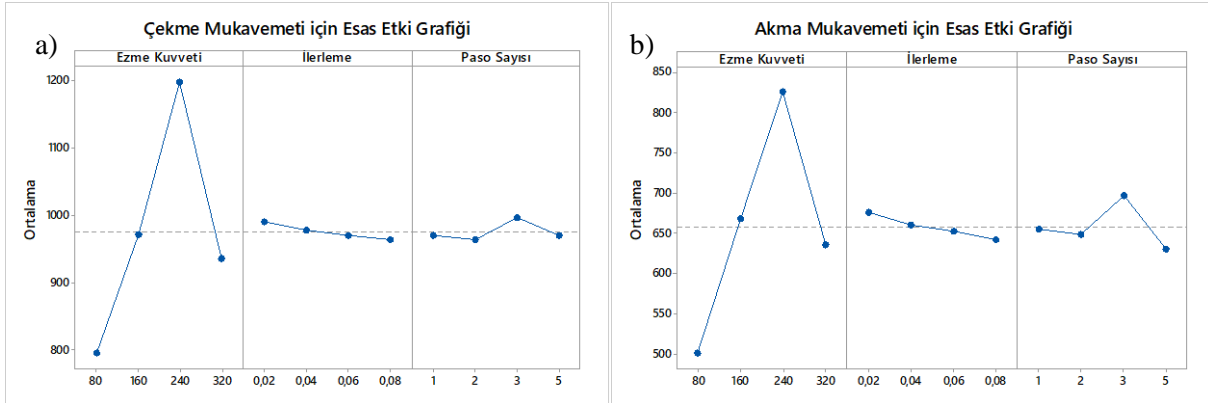 a)
Çekme Mukavemeti için Esas Etki Grafiği
Ezme Kuvveti İlerleme Paso Sayısı
1200
1100
1000
900
800
Ortalama
80 160 240 320 0,02 0,04 0,06 0,08 1 2 3 5
b)
Akma Mukavemeti için Esas Etki Grafiği
Ezme Kuvveti İlerleme Paso Sayısı
850
800
750
700
650
600
550
500
Ortalama
80 160 240 320 0,02 0,04 0,06 0,08 1 2 3 5